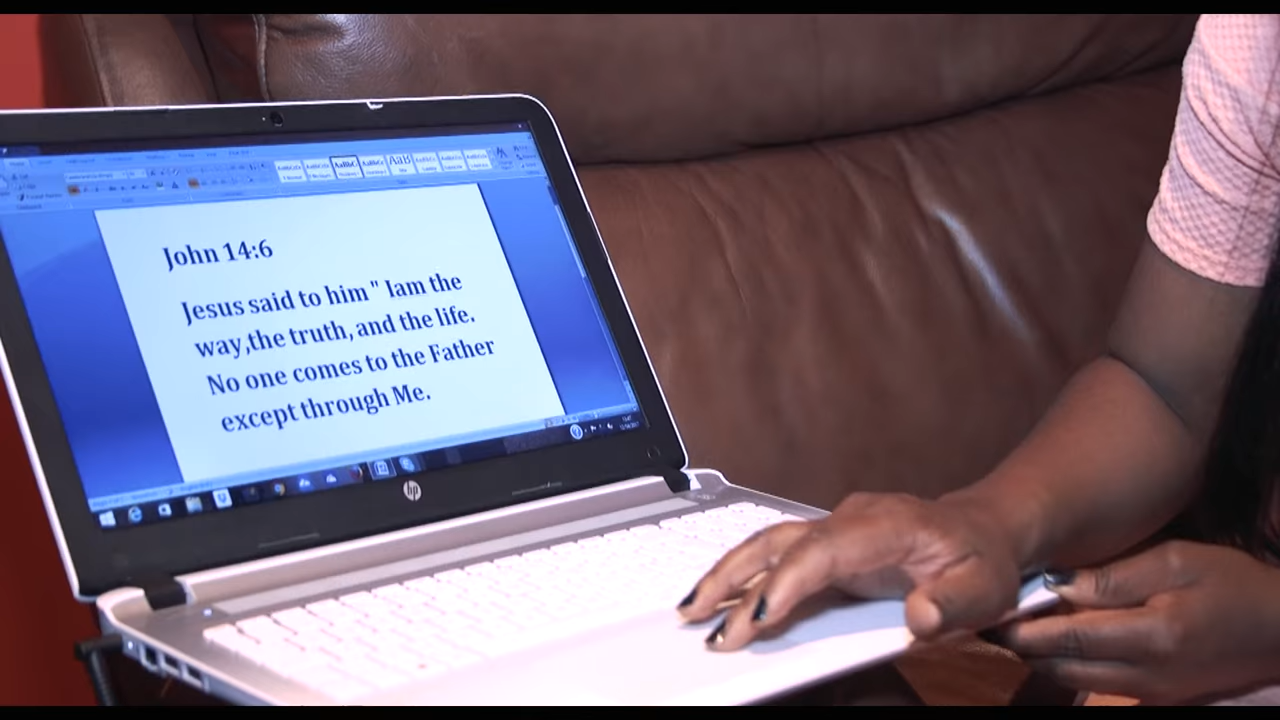 John 14:6
Jesus said to him " Iam the
way,the truth, and the life.
No one comes to the Father
except through Me.
hp